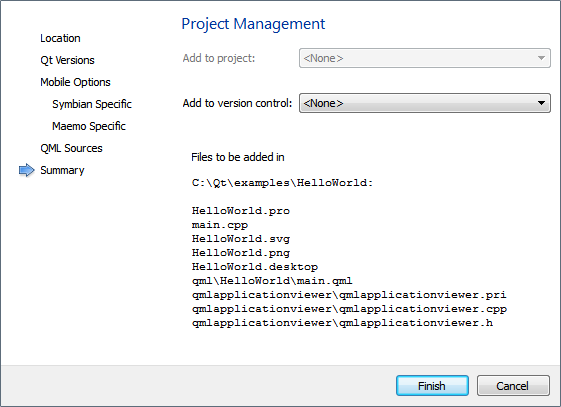 Project Management
Location
Qt Versions
Mobile Options
Symbian Specific
Maemo Specific
QML Sources
Summary
Add to project: <None>
Add to version control: <None>
Files to be added in
C:\Qt\examples\HelloWorld:
HelloWorld.pro
main.cpp
HelloWorld.svg
HelloWorld.png
HelloWorld.desktop
qml\HelloWorld\main.qml
qmlapplicationviewer\qmlapplicationviewer.pri
qmlapplicationviewer\qmlapplicationviewer.cpp
qmlapplicationviewer\qmlapplicationviewer.h
Finish Cancel